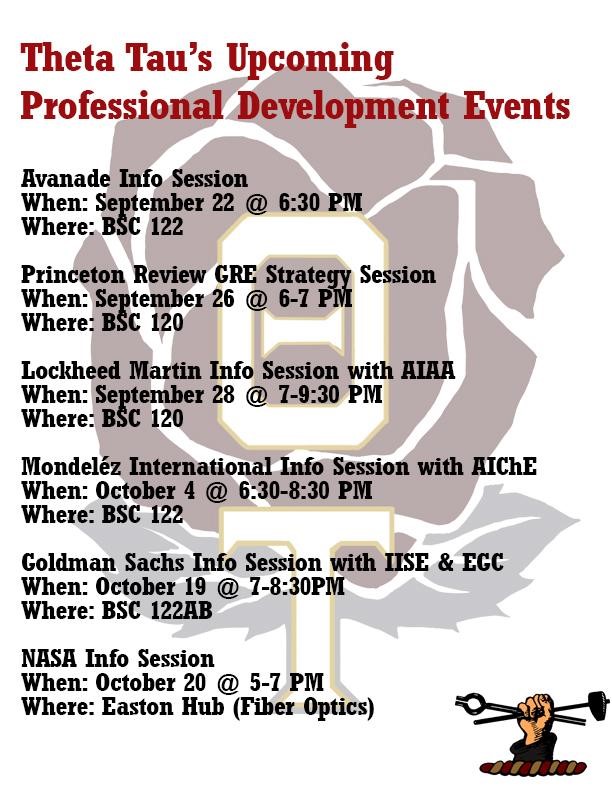 Theta Tau's Upcoming
Professional Development Events
Avanade Info Session
When: September 22 @ 6:30 PM
Where: BSC 122
Princeton Review GRE Strategy Session
When: September 26 @ 6-7 PM
Where: BSC 120
Lockheed Martin Info Session with AIAA
When: September 28 @ 7-9:30 PM
Where: BSC 120
Mondeléz International Info Session with AIChE
When: October 4 @ 6:30-8:30 PM
Where: BSC 122
Goldman Sachs Info Session with IISE & EGC
When: October 19 @ 7-8:30PM
Where: BSC 122AB
NASA Info Session
When: October 20 @ 5-7 PM
Where: Easton Hub (Fiber Optics)
Θ
Τ